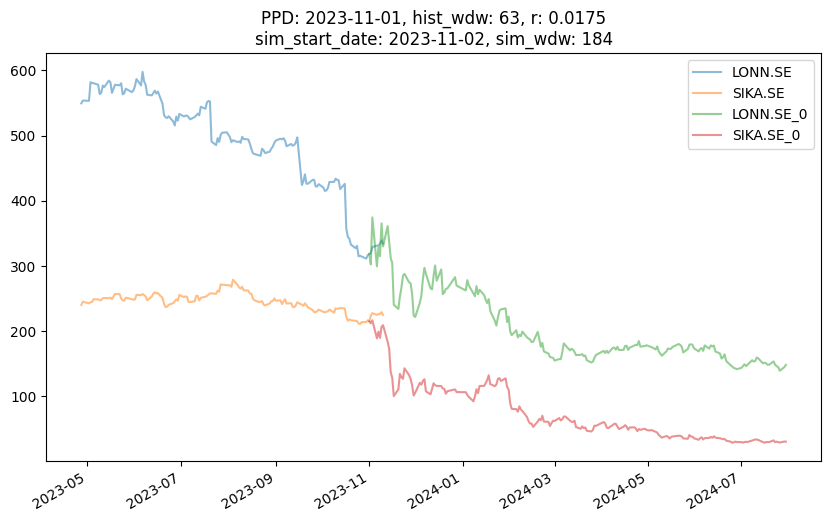 PPD: 2023-11-01, hist_wdw: 63, r: 0.0175
sim_start_date: 2023-11-02, sim_wdw: 184
LONN.SE
SIKA.SE
LONN.SE_0
SIKA.SE_0
600
500
400
300
200
100
2023-05
2023-07
2023-09
2023-11
2024-01
2024-03
2024-05
2024-07